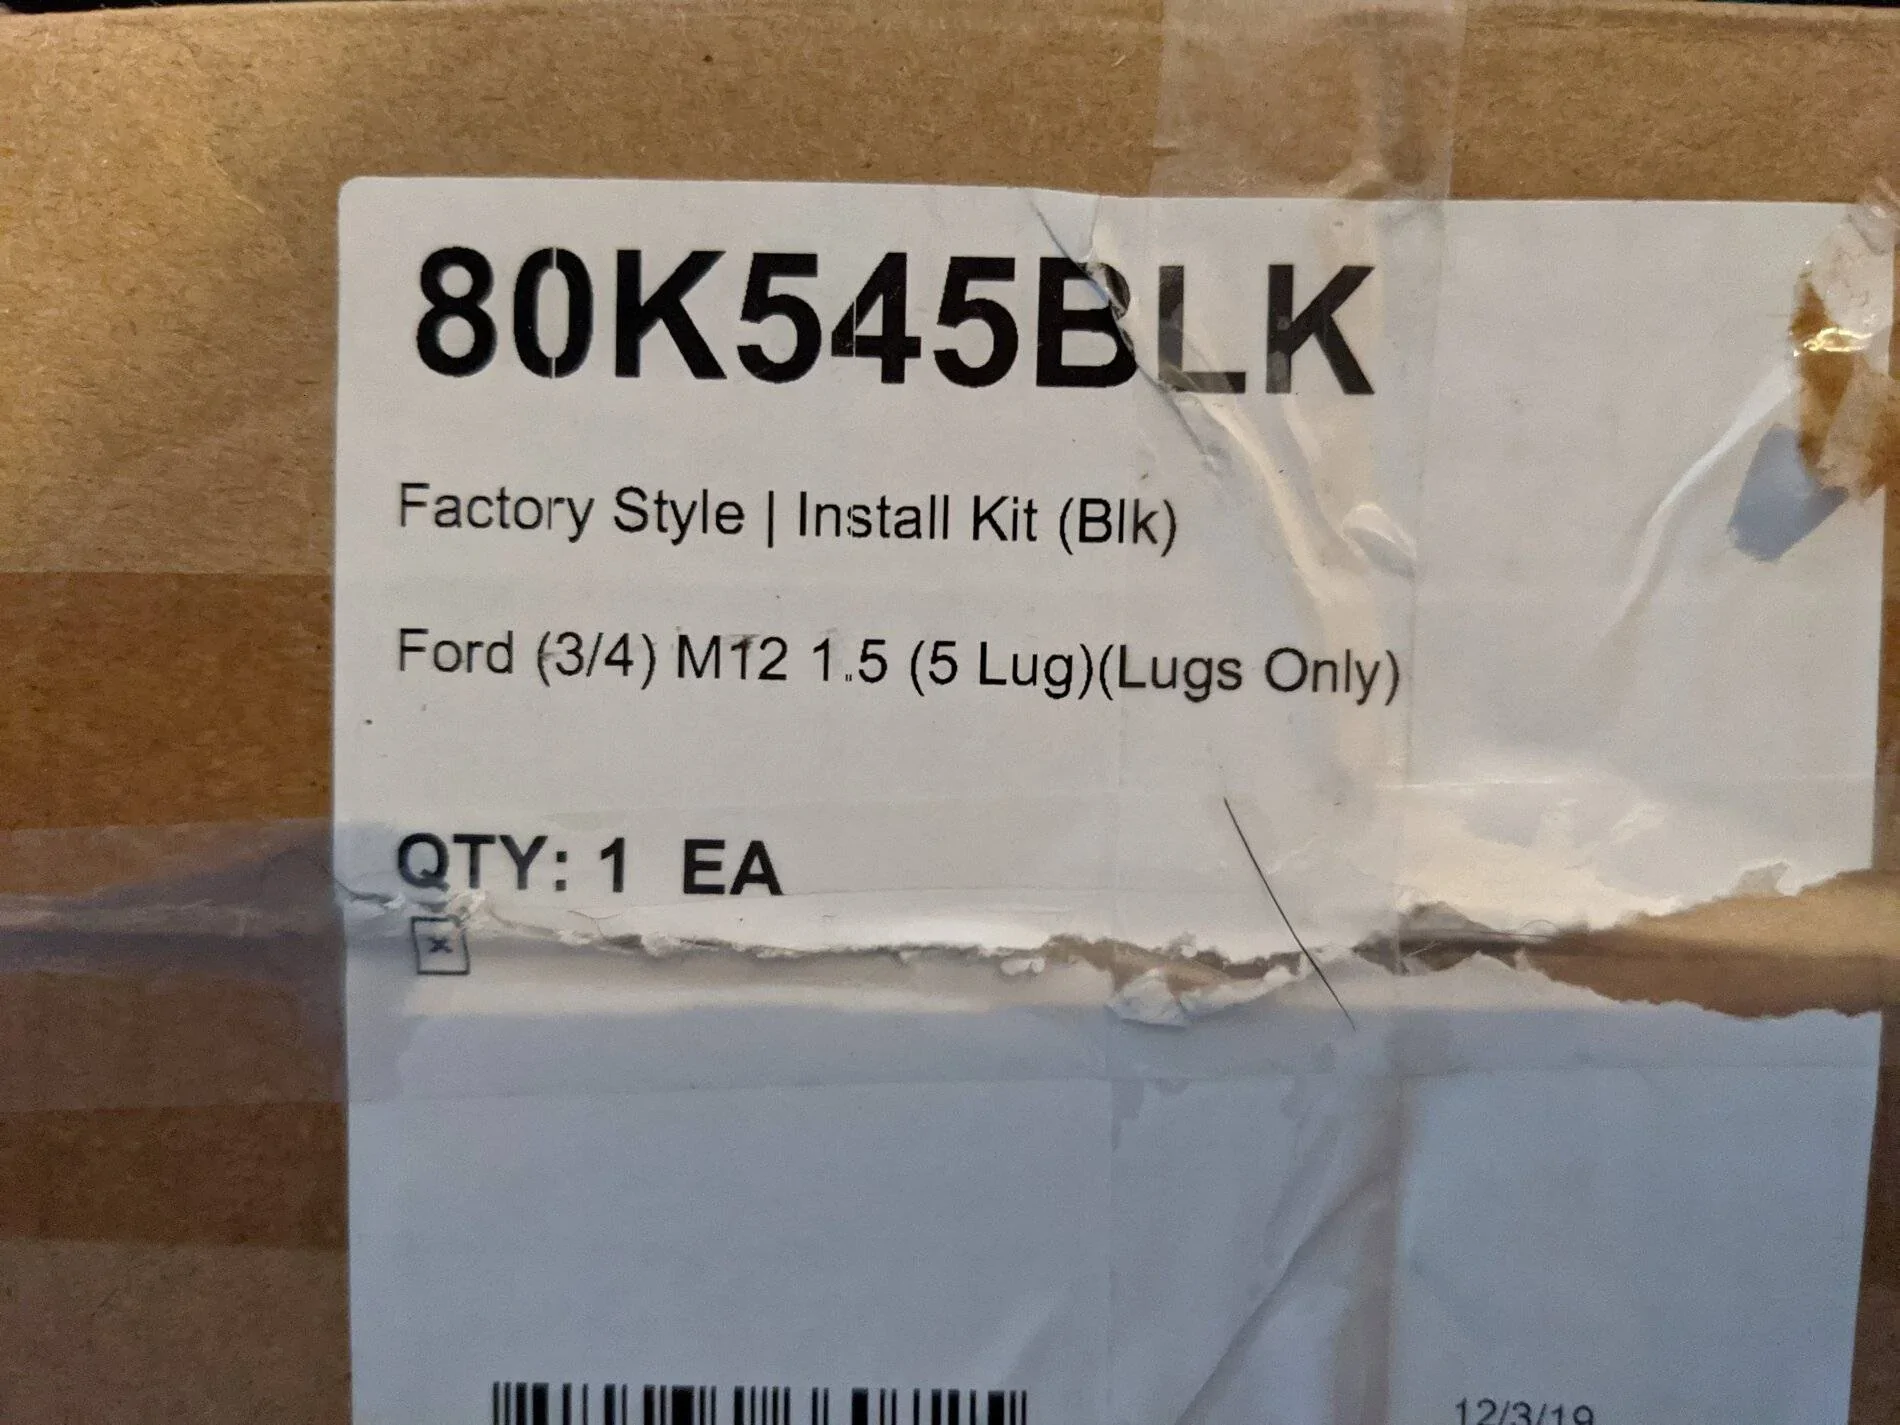 80K545BLK
Factory Style | Install Kit (Blk)
Ford (3/4) M12 1.5 (5 Lug)(Lugs Only)
QTY: 1 EA
x
12/3/19